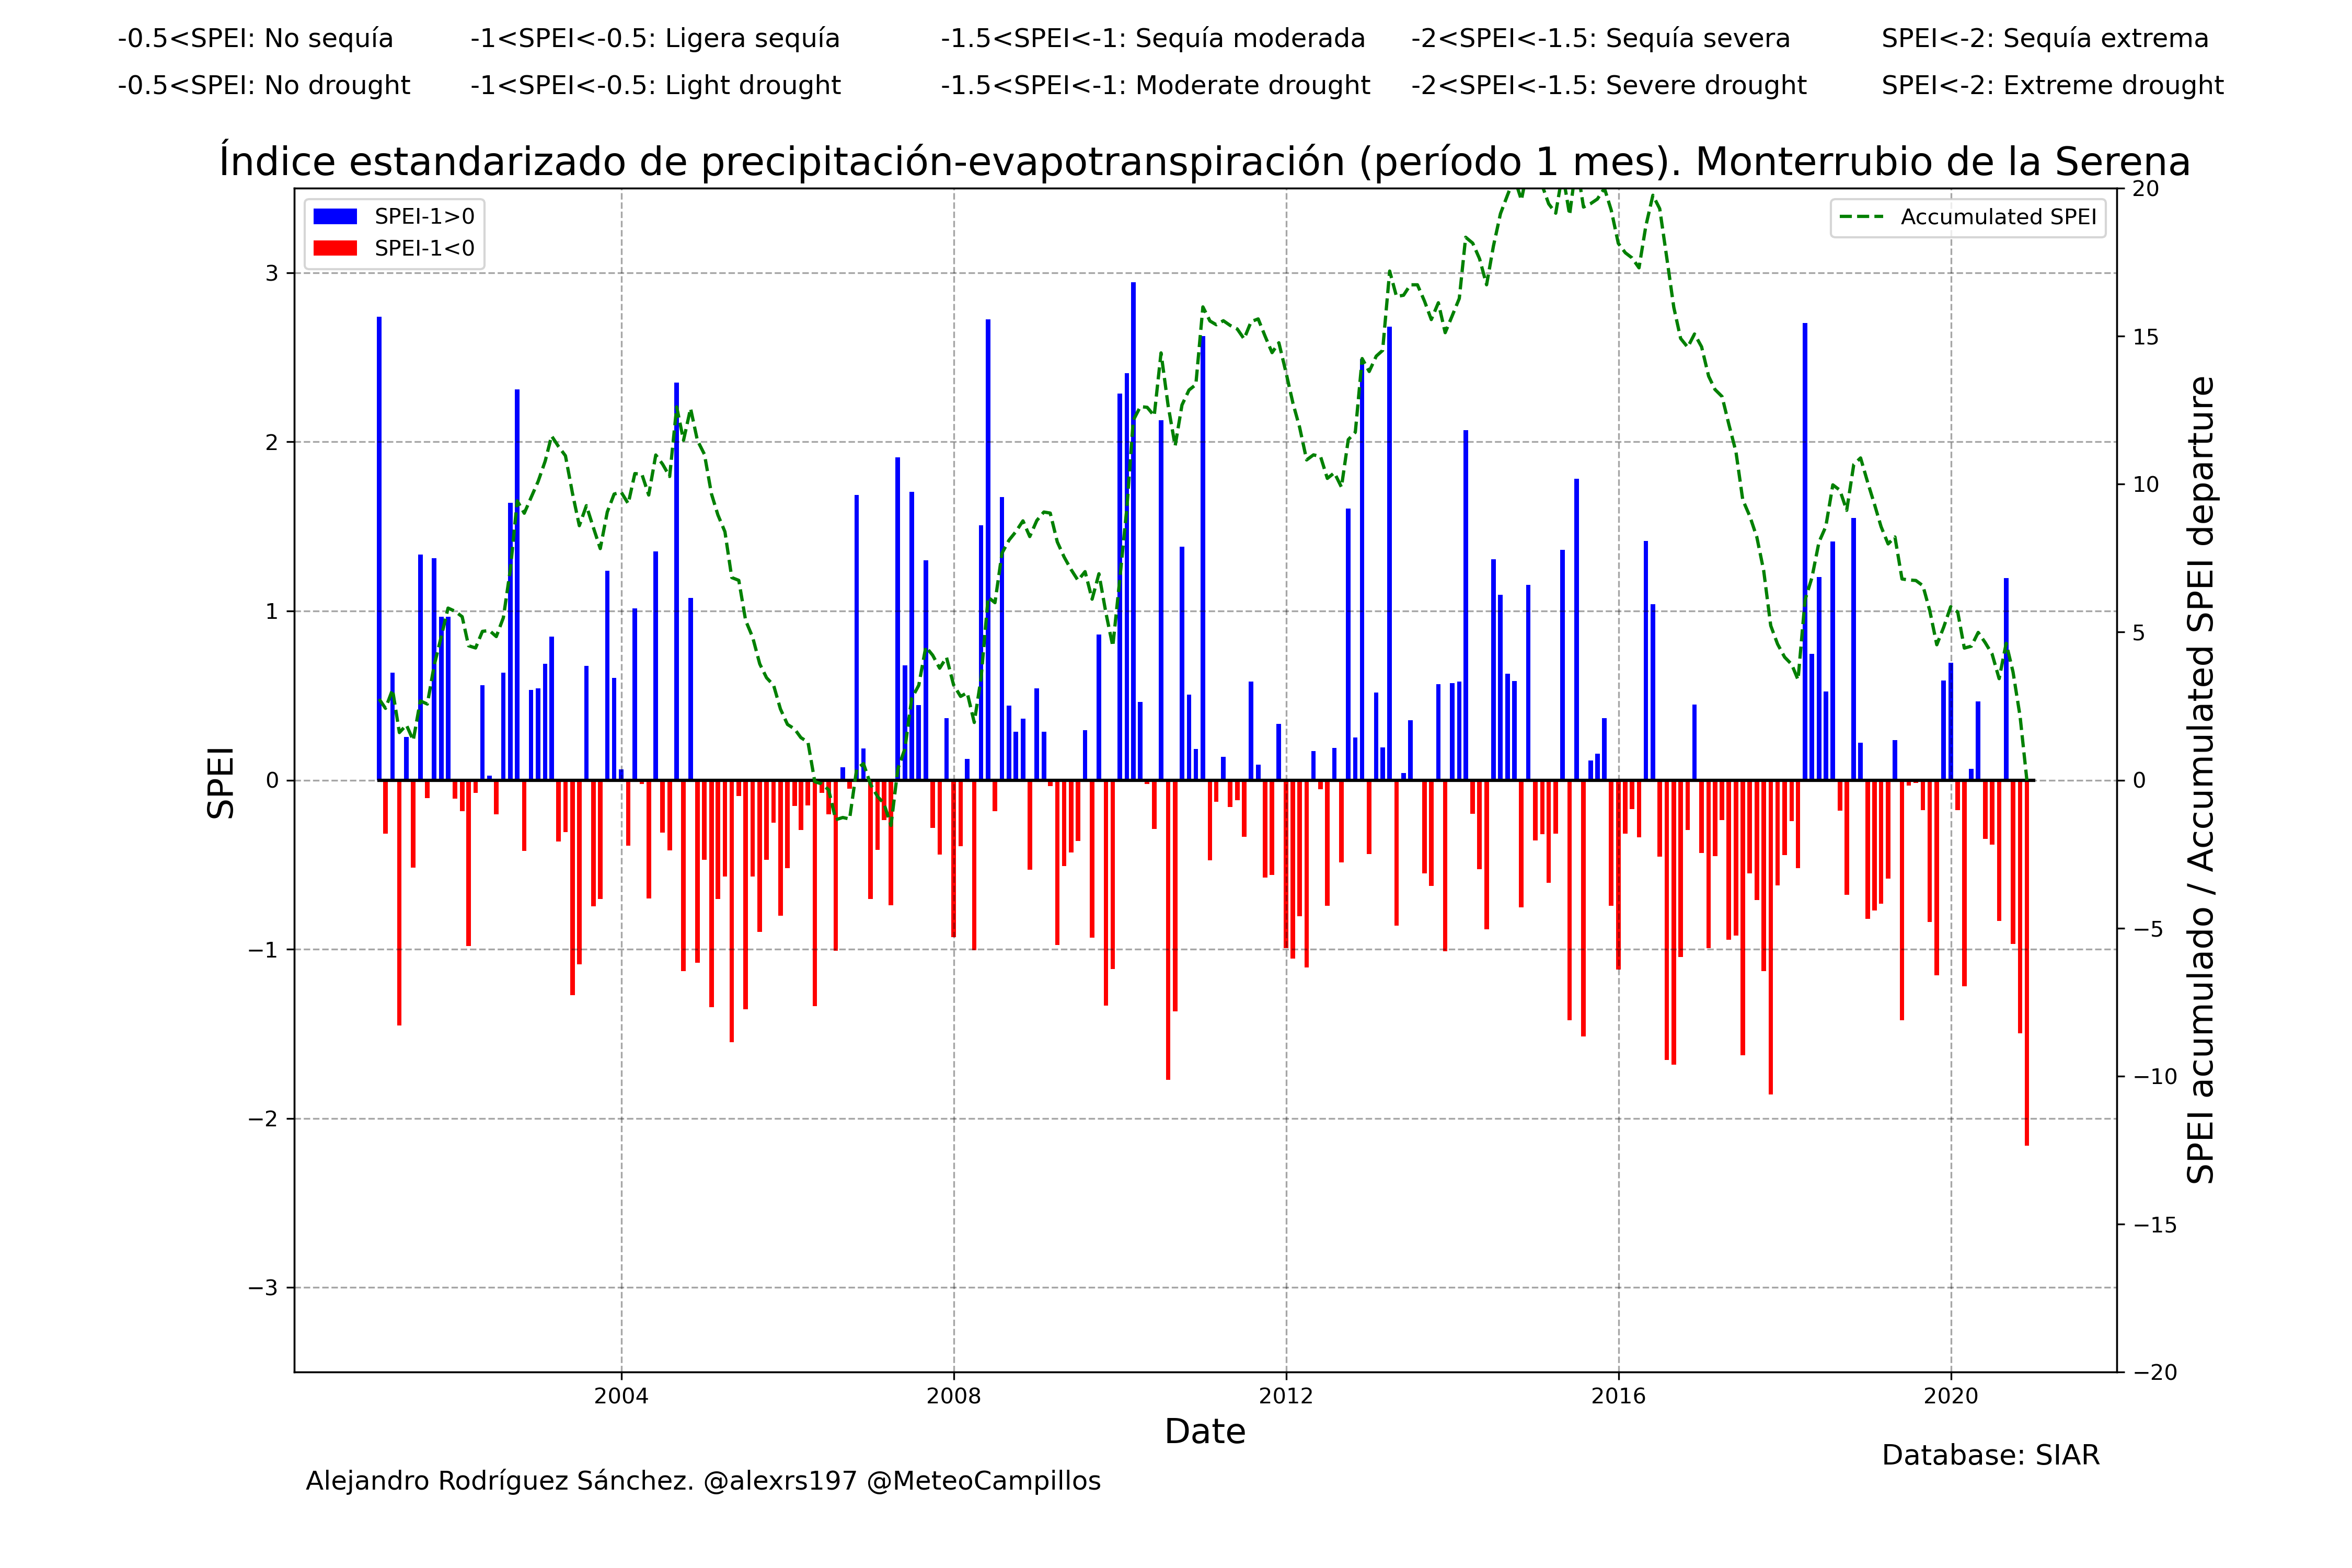 -0.5<SPEI: No sequía -1<SPEI<-0.5: Ligera sequía -1.5<SPEI<-1: Sequía moderada -2<SPEI<-1.5: Sequía severa SPEI<-2: Sequía extrema
-0.5<SPEI: No drought -1<SPEI<-0.5: Light drought -1.5<SPEI<-1: Moderate drought -2<SPEI<-1.5: Severe drought SPEI<-2: Extreme drought
Índice estandarizado de precipitación-evapotranspiración (período 1 mes). Monterrubio de la Serena
SPEI-1>0
SPEI-1<0
Accumulated SPEI
SPEI
3
2
1
0
−1
−2
−3
20
15
10
5
0
−5
−10
−15
−20
SPEI acumulado / Accumulated SPEI departure
2004 2008 2012 2016 2020
Date
Database: SIAR
Alejandro Rodríguez Sánchez. @alexrs197 @MeteoCampillos